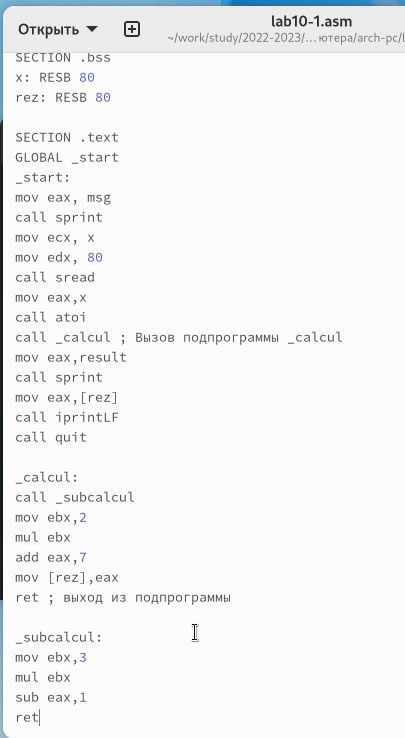 Открыть
lab10-1.asm
~/work/study/2022-2023/... ютера/arch-pc/l
SECTION .bss
x: RESB 80
rez: RESB 80
SECTION .text
GLOBAL _start
_start:
mov eax, msg
call sprint
mov ecx, x
mov edx, 80
call sread
mov eax,x
call atoi
call _calcul ; Вызов подпрограммы _calcul
mov eax,result
call sprint
mov eax,[rez]
call iprintLF
call quit
_calcul:
call _subcalcul
mov ebx,2
mul ebx
add eax,7
mov [rez],eax
ret ; выход из подпрограммы
_subcalcul:
mov ebx,3
mul ebx
sub eax,1
ret